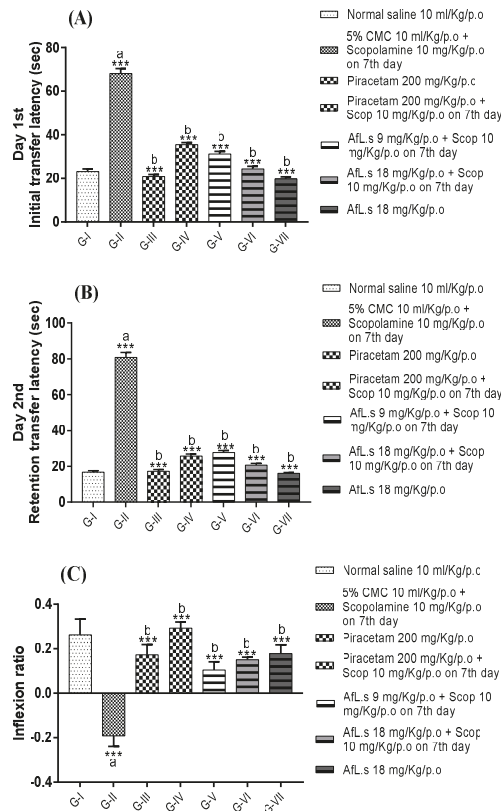 (A)
Day 1st
Initial transfer latency (sec)
80
60
40
20
0
a
***
b
***
b
***
b
***
b
***
b
***
G-I
G-II
G-III
G-IV
G-V
G-VI
G-VII
Normal saline 10 ml/Kg/p.o
5% CMC 10 ml/Kg/p.o +
Scopolamine 10 mg/Kg/p.o
on 7th day
Piracetam 200 mg/Kg/p.o
Piracetam 200 mg/Kg/p.o +
Scop 10 mg/Kg/p.o on 7th day
AfL.s 9 mg/Kg/p.o + Scop 10
mg/Kg/p.o on 7th day
AfL.s 18 mg/Kg/p.o + Scop
10 mg/Kg/p.o on 7th day
AfL.s 18 mg/Kg/p.o
(B)
Day 2nd
Retention transfer latency (sec)
100
80
60
40
20
0
a
***
b
***
b
***
b
***
b
***
b
***
G-I
G-II
G-III
G-IV
G-V
G-VI
G-VII
Normal saline 10 ml/Kg/p.o
5% CMC 10 ml/Kg/p.o +
Scopolamine 10 mg/Kg/p.o
on 7th day
Piracetam 200 mg/Kg/p.o
Piracetam 200 mg/Kg/p.o +
Scop 10 mg/Kg/p.o on 7th day
AfL.s 9 mg/Kg/p.o + Scop 10
mg/Kg/p.o on 7th day
AfL.s 18 mg/Kg/p.o + Scop
10 mg/Kg/p.o on 7th day
AfL.s 18 mg/Kg/p.o
(C)
Inflexion ratio
0.4
0.2
0.0
-0.2
-0.4
***
a
b
***
b
***
b
***
b
***
b
***
G-I
G-II
G-III
G-IV
G-V
G-VI
G-VII
Normal saline 10 ml/Kg/p.o
5% CMC 10 ml/Kg/p.o +
Scopolamine 10 mg/Kg/p.o
on 7th day
Piracetam 200 mg/Kg/p.o
Piracetam 200 mg/Kg/p.o +
Scop 10 mg/Kg/p.o on 7th day
AfL.s 9 mg/Kg/p.o + Scop 10
mg/Kg/p.o on 7th day
AfL.s 18 mg/Kg/p.o + Scop
10 mg/Kg/p.o on 7th day
AfL.s 18 mg/Kg/p.o